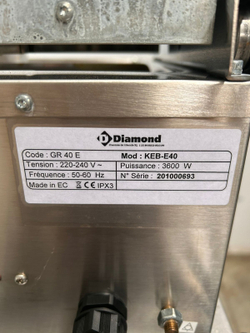 Diamond
Code : GR 40 E
Mod : KEB-E40
Tension : 220-240 V ~
Puissance : 3600 W
Fréquence : 50-60 Hz
N° Série : 201000693
Made in EC CE IPX3